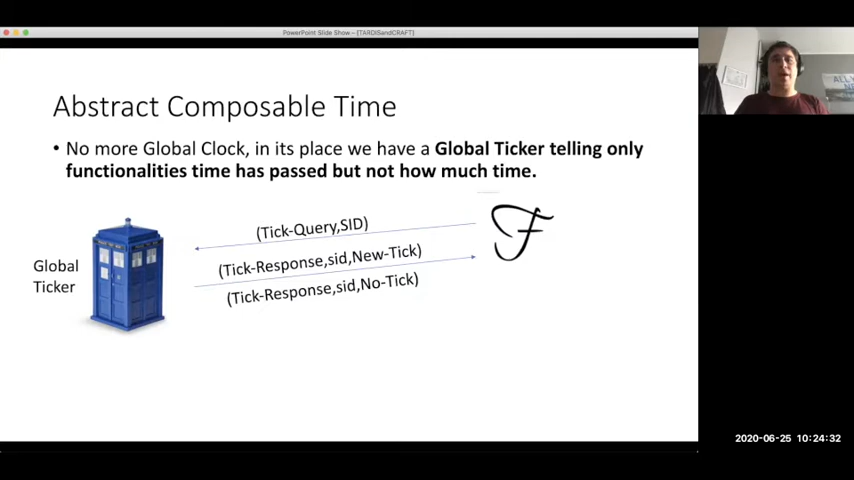 PowerPoint Slide Show - [TARDISandCRAFT]
Abstract Composable Time
• No more Global Clock, in its place we have a Global Ticker telling only
functionalities time has passed but not how much time.
(Tick-Query,SID)
F
(Tick-Response,sid,New-Tick)
Global
Ticker
(Tick-Response,sid,No-Tick)
2020-06-25 10:24:32